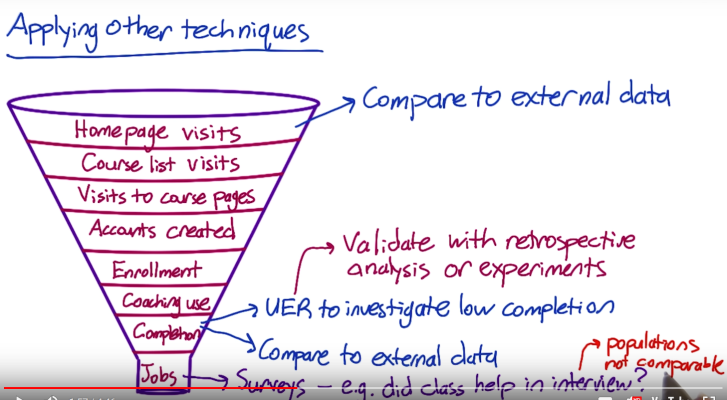 Applying Other techniques
Compare to external data
Homepage visits
Course list visits
Visits to course pages
Accounts created
Enrollment
Coaching use
Completion
Jobs
Validate with retrospective
analysis or experiments
UER to investigate low completion
Compare to external data
Surveys – e.g. did class help in interview?
populations
not comparable